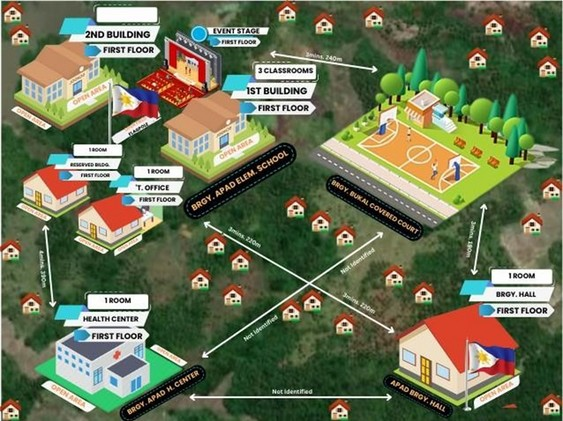 2ND BUILDING
FIRST FLOOR
OPEN AREA
OPEN AREA
FLAGPOLE
EVENT STAGE
FIRST FLOOR
3 CLASSROOMS
1ST BUILDING
FIRST FLOOR
OPEN AREA
BRGY. APAD ELEM. SCHOOL
3mins, 240m
BRGY. BUKAL COVERED COURT
1 ROOM
RESERVED BLDG.
FIRST FLOOR
1 ROOM
T. OFFICE
FIRST FLOOR
3mins, 220m
3mins, 220m
Not Identified
Not Identified
1 ROOM
HEALTH CENTER
FIRST FLOOR
OPEN AREA
BRGY. APAD H. CENTER
Not Identified
1 ROOM
BRGY. HALL
FIRST FLOOR
OPEN AREA
APAD BRGY. HALL